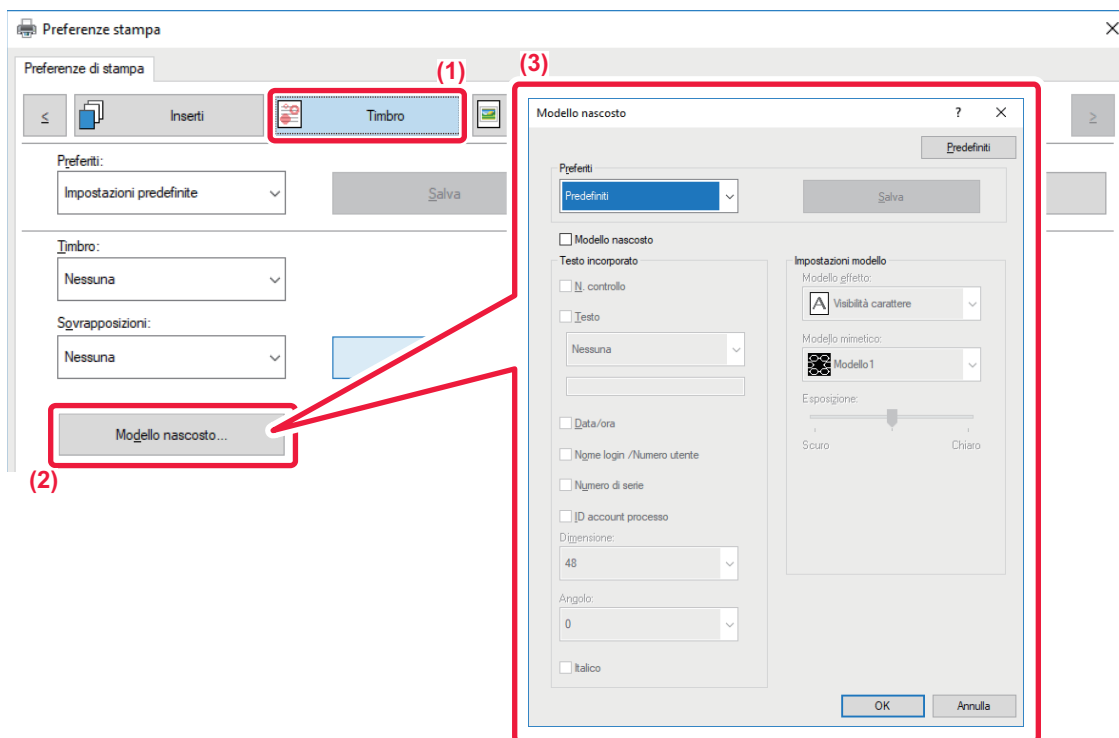 Preferenze stampa
Preferenze di stampa
(1)
(3)
<
Inserti
Timbro
>
Preferiti:
Impostazioni predefinite
Salva
Timbro:
Nessuna
Sovrapposizioni:
Nessuna
Modello nascosto...
(2)
Modello nascosto
?
Predefiniti
Preferiti
Predefiniti
Salva
Modello nascosto
Testo incorporato
N. controllo
Testo
Nessuna
Data/ora
Nome login /Numero utente
Numero di serie
ID account processo
Dimensione:
48
Angolo:
0
Italico
Impostazioni modello
Modello effetto:
A
Visibilità carattere
Modello mimetico:
Modello1
Esposizione:
Scuro
Chiaro
OK
Annulla